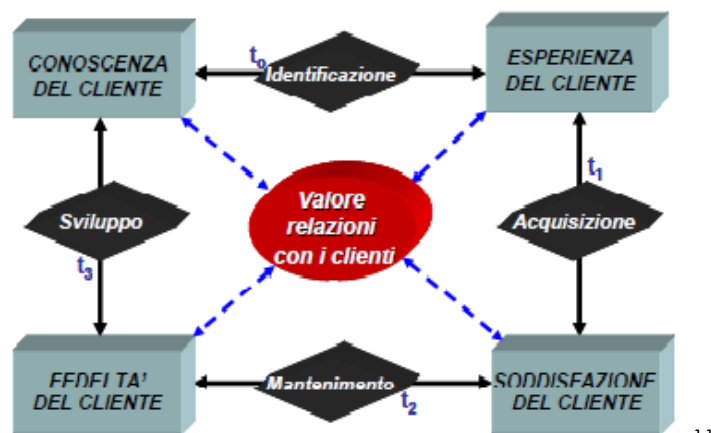 CONOSCENZA
DEL CLIENTE
to
Identificazione
ESPERIENZA
DEL CLIENTE
Sviluppo
t3
Valore
relazioni
con i clienti
t1
Acquisizione
FEDELTA'
DEL CLIENTE
Mantenimento
t2
SODDISFAZIONE
DEL CLIENTE